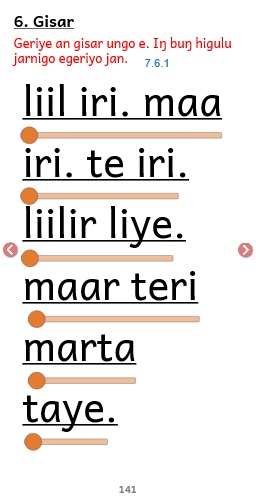 6. Gisar
Geriye an gisar ungo e. Iŋ buŋ higulu
jarnigo egeriyo jan.
7.6.1
liil iri. maa
iri. te iri.
liilir liye.
maar teri
marta
taye.
141